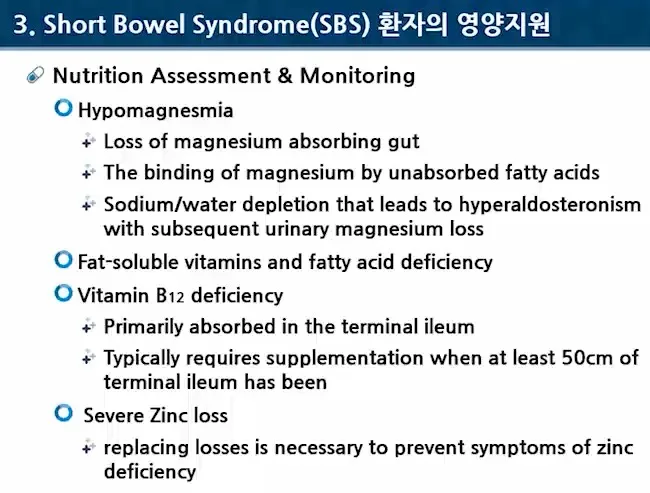 3. Short Bowel Syndrome(SBS) 환자의 영양지원
Nutrition Assessment & Monitoring
Hypomagnesmia
Loss of magnesium absorbing gut
The binding of magnesium by unabsorbed fatty acids
Sodium/water depletion that leads to hyperaldosteronism
with subsequent urinary magnesium loss
Fat-soluble vitamins and fatty acid deficiency
Vitamin B12 deficiency
Primarily absorbed in the terminal ileum
Typically requires supplementation when at least 50cm of
terminal ileum has been
Severe Zinc loss
replacing losses is necessary to prevent symptoms of zinc
deficiency